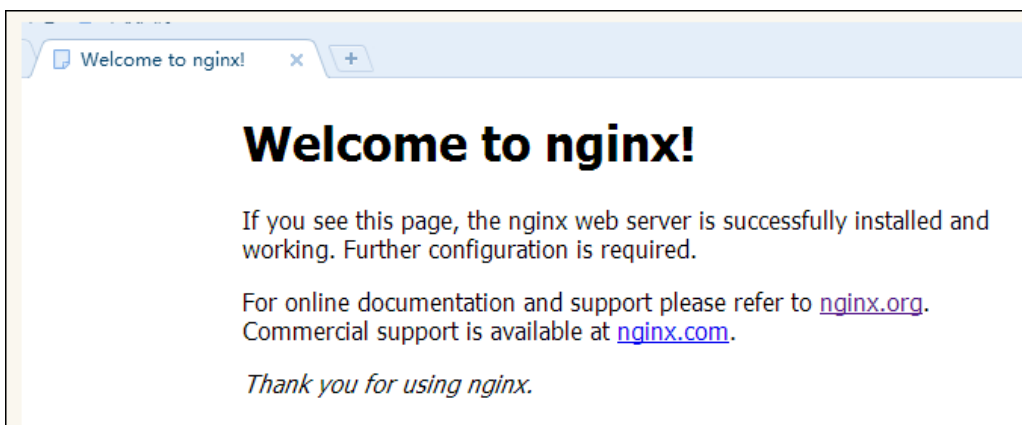 Welcome to nginx!
Welcome to nginx!
If you see this page, the nginx web server is successfully installed and
working. Further configuration is required.
For online documentation and support please refer to nginx.org.
Commercial support is available at nginx.com.
Thank you for using nginx.